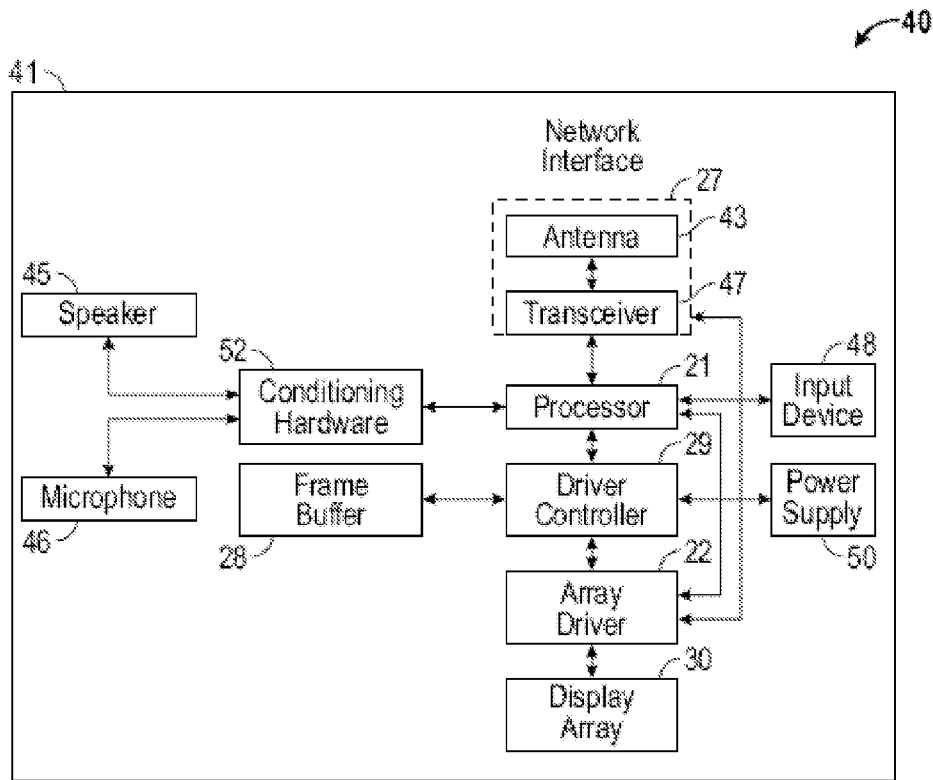 40
41
Network
Interface
27
Antenna
43
45
Speaker
Transceiver
47
52
Conditioning
Hardware
Processor
21
48
Input
Device
29
Microphone
46
Frame
Buffer
28
Driver
Controller
Power
Supply
50
22
Array
Driver
30
Display
Array